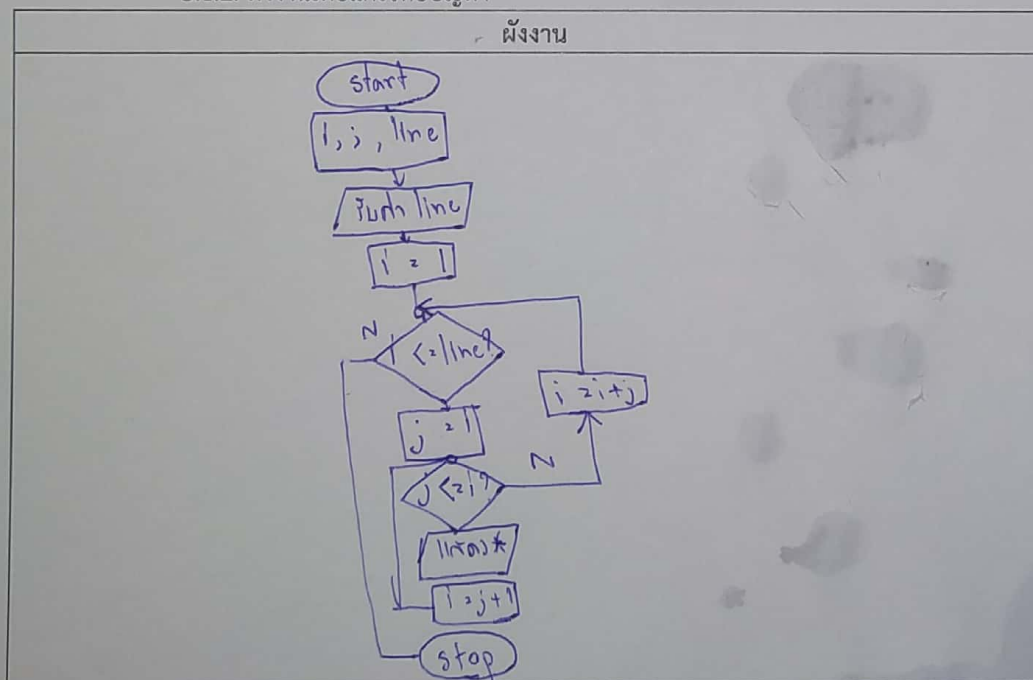 ผังงาน
start
i, j, line
รับค่า line
i = 1
N
i <= line?
i = i + j
j = 1
N
j <= i?
แสดง *
i = j + 1
stop